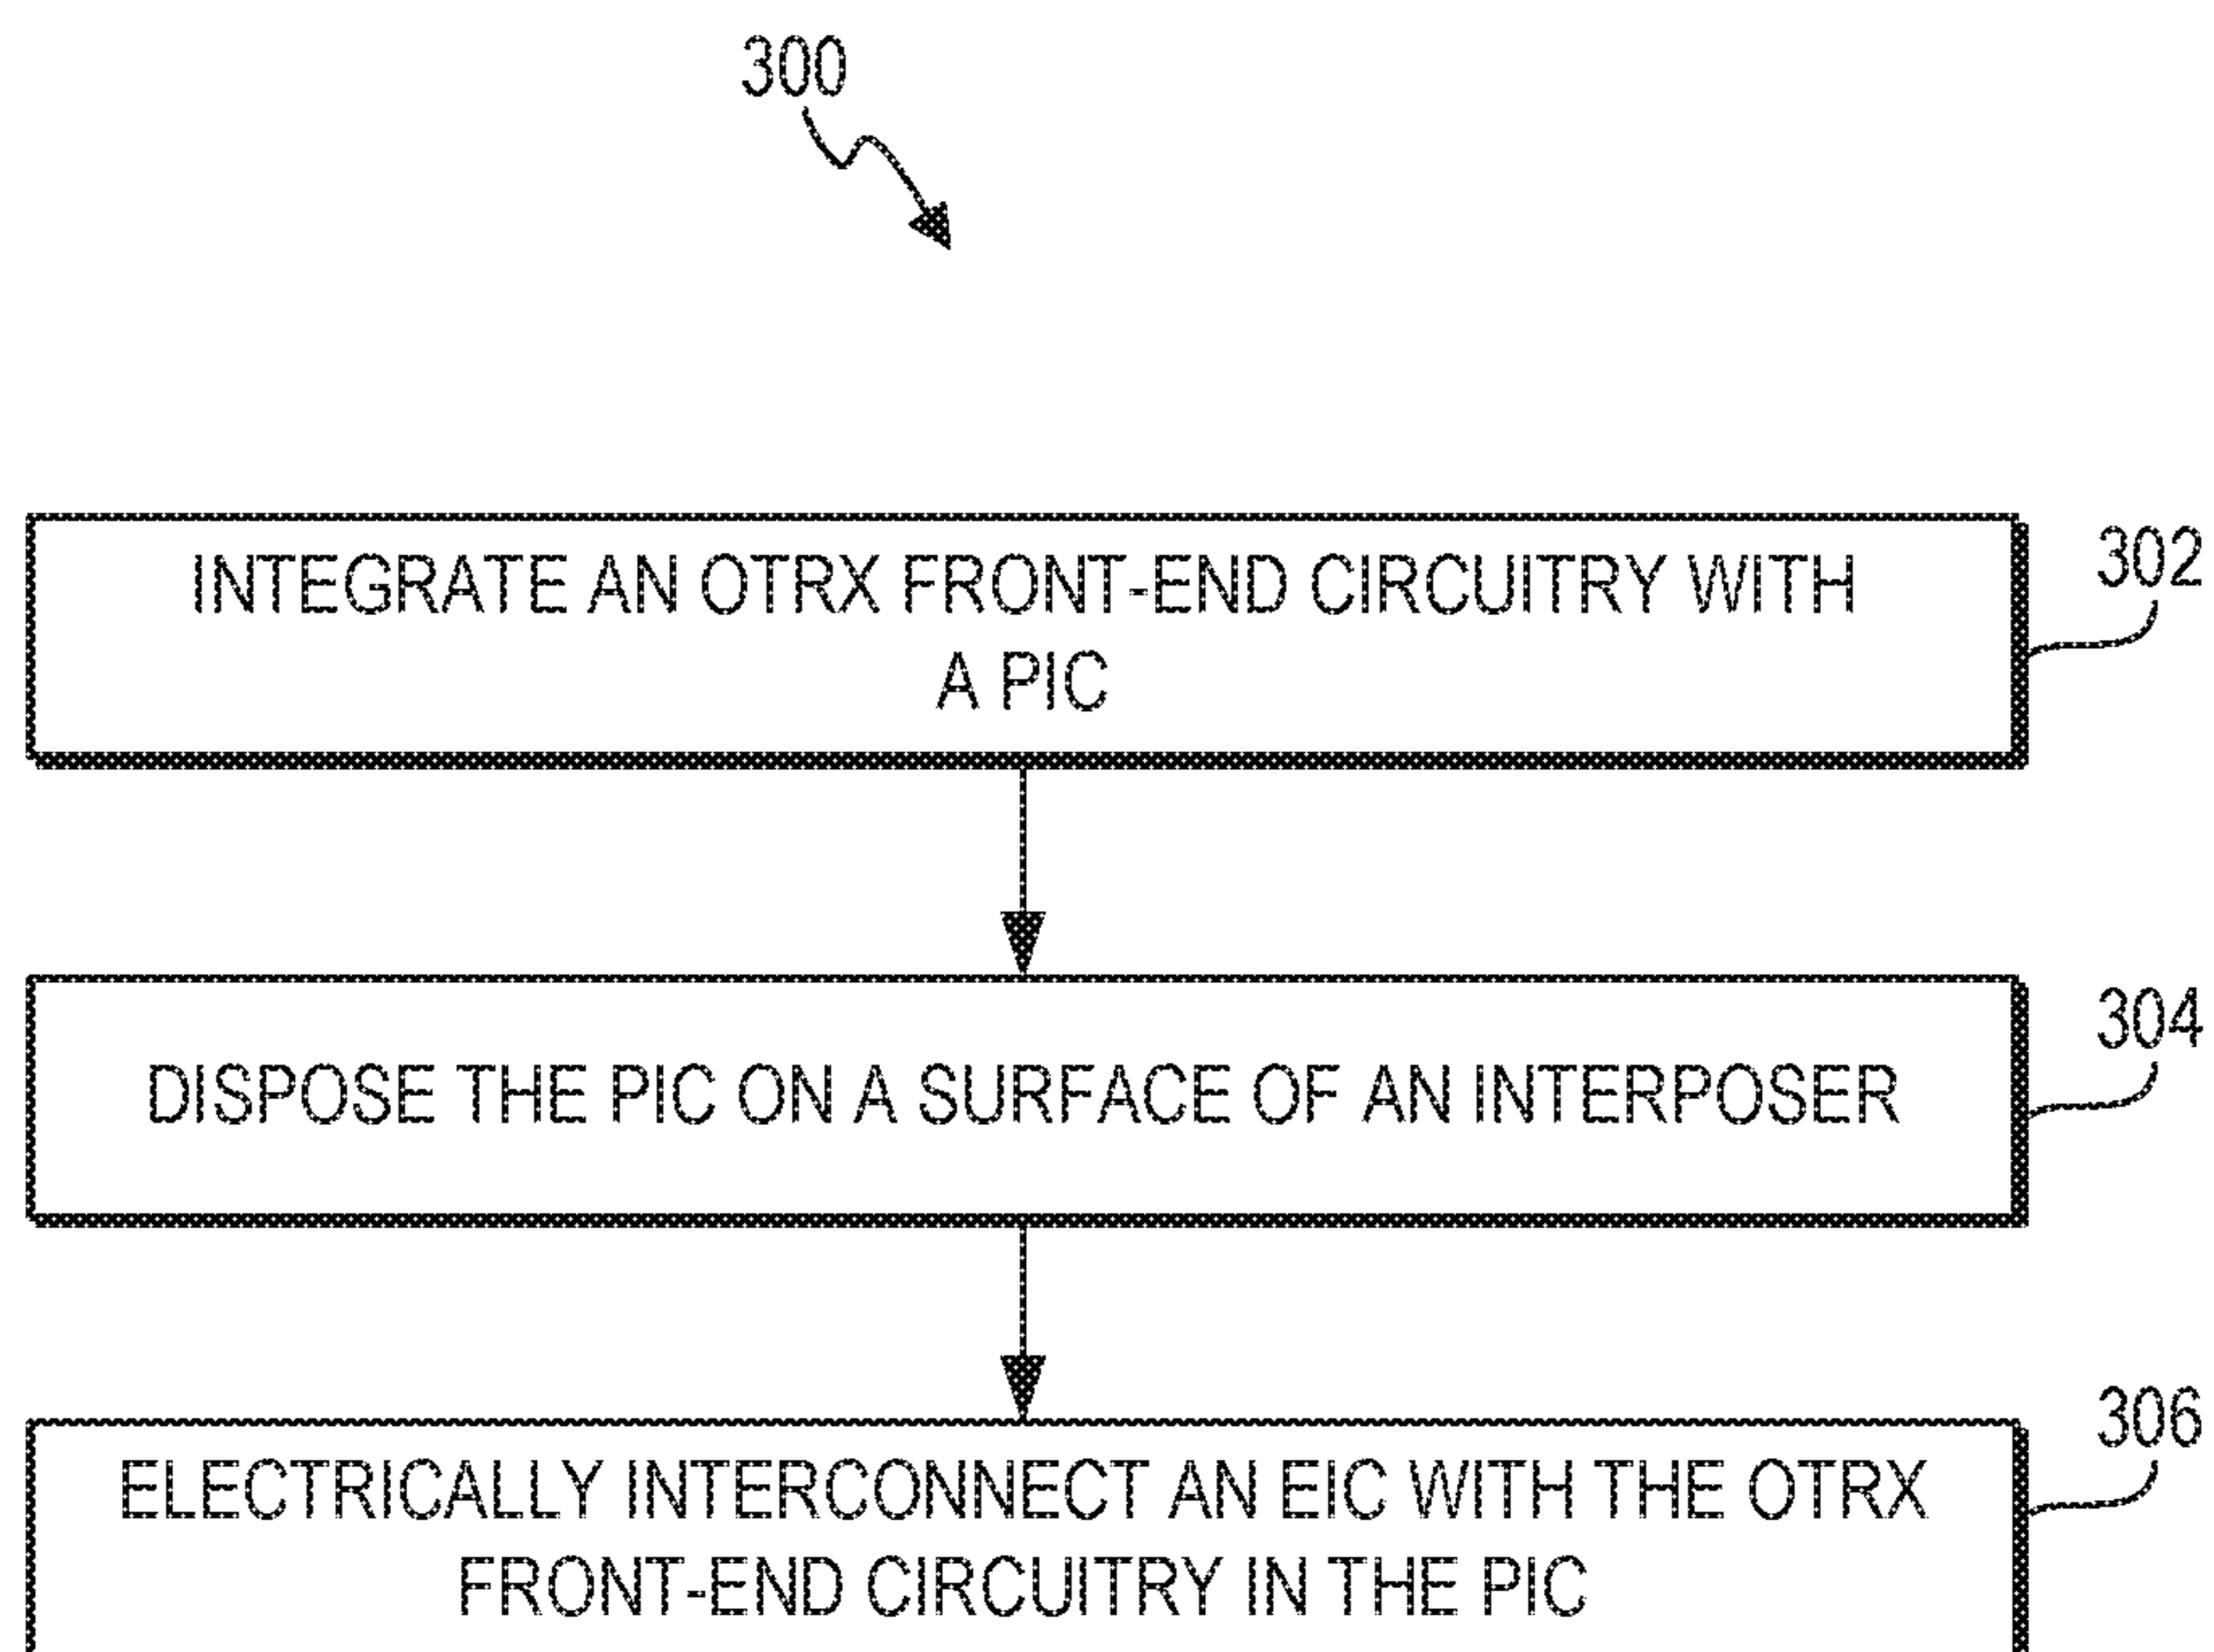 300
INTEGRATE AN OTRX FRONT-END CIRCUITRY WITH
A PIC
302
DISPOSE THE PIC ON A SURFACE OF AN INTERPOSER
304
ELECTRICALLY INTERCONNECT AN EIC WITH THE OTRX
FRONT-END CIRCUITRY IN THE PIC
306